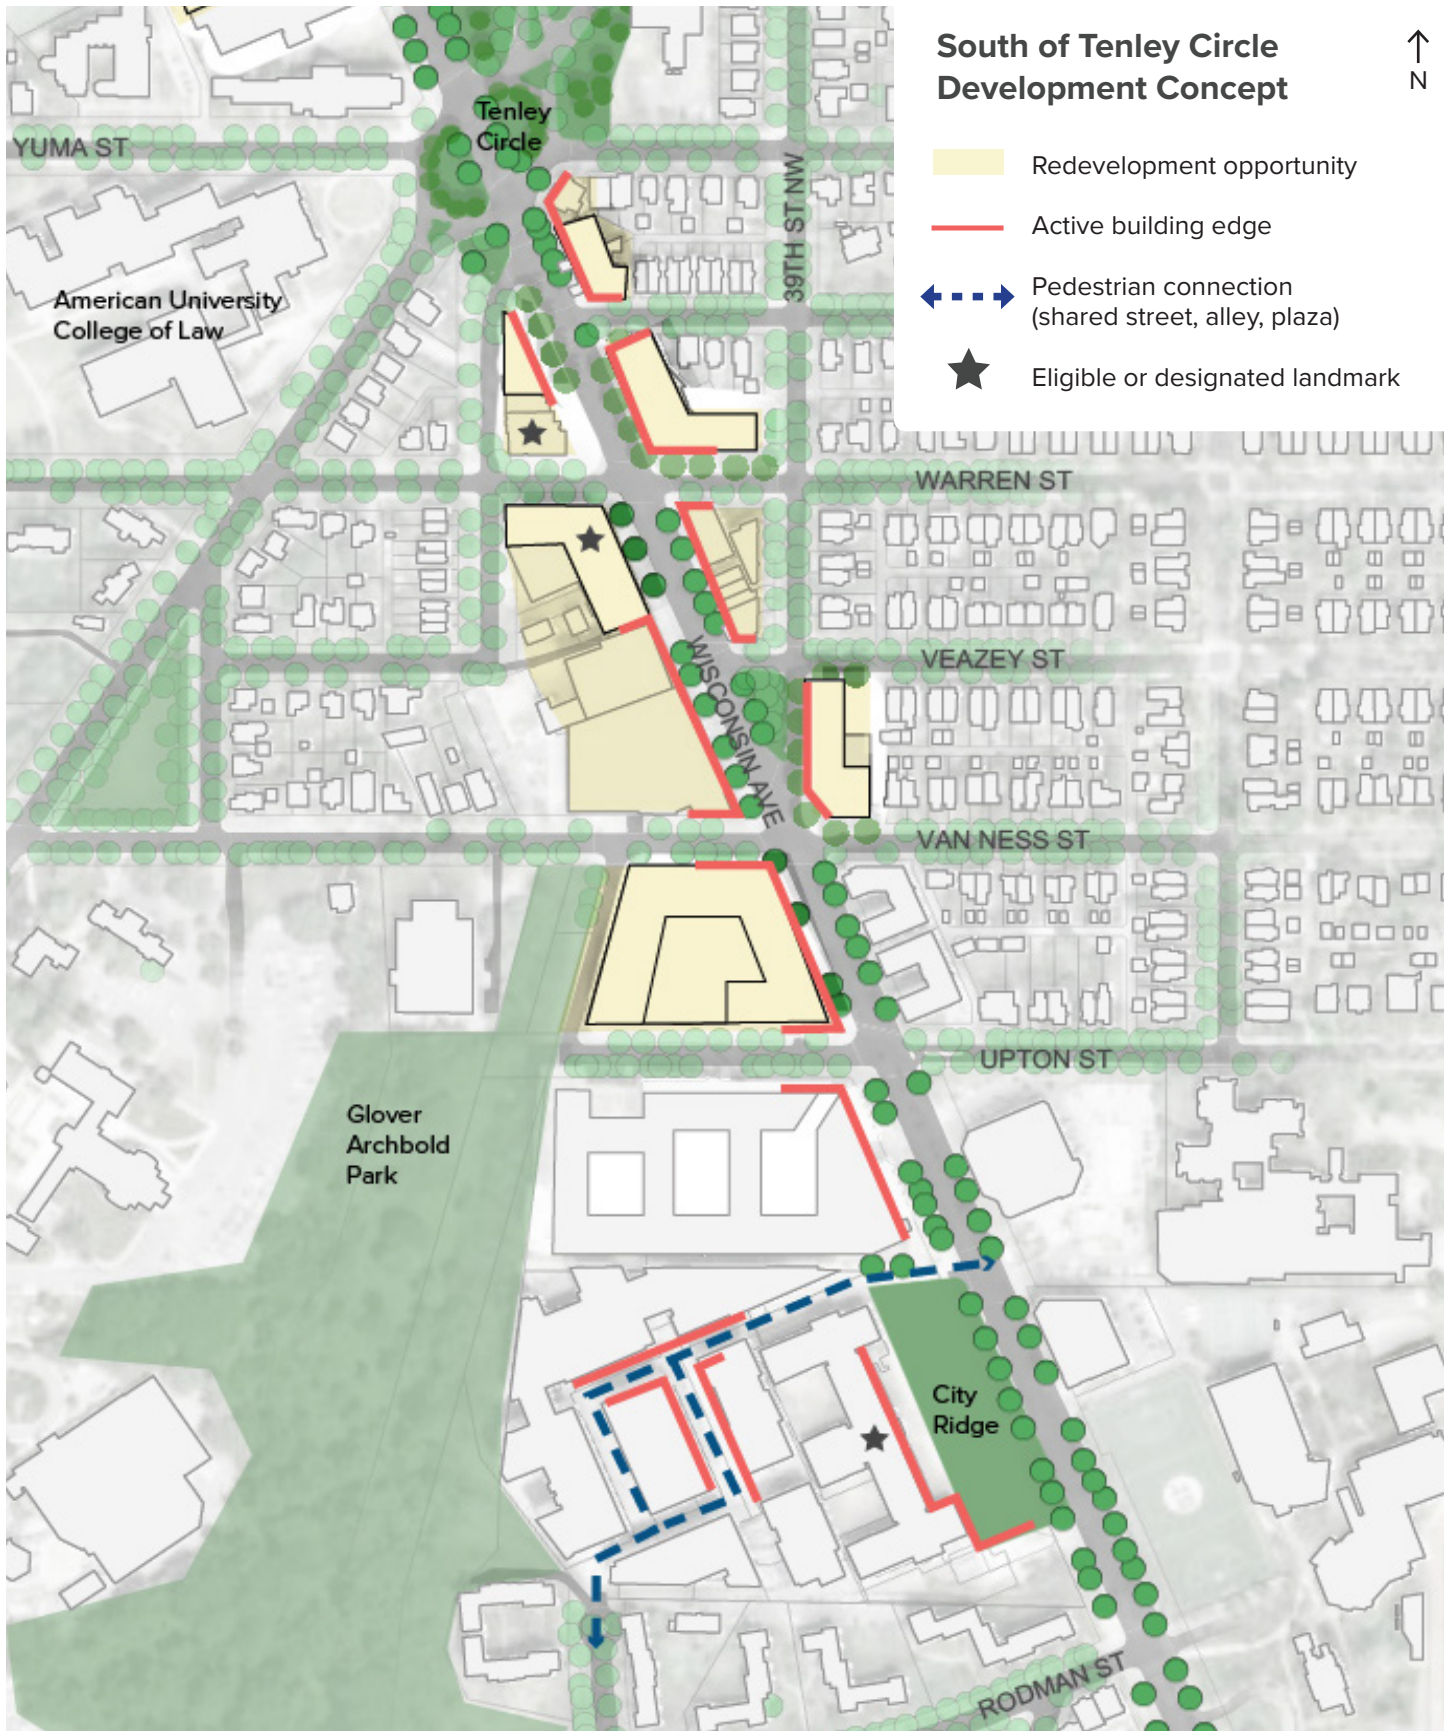 South of Tenley Circle
Development Concept
N
Redevelopment opportunity
Active building edge
Pedestrian connection
(shared street, alley, plaza)
Eligible or designated landmark
Tenley
Circle
YUMA ST
39TH ST NW
American University
College of Law
WARREN ST
VEAZEY ST
WISCONSIN AVE
VAN NESS ST
UPTON ST
Glover
Archbold
Park
City
Ridge
RODMAN ST